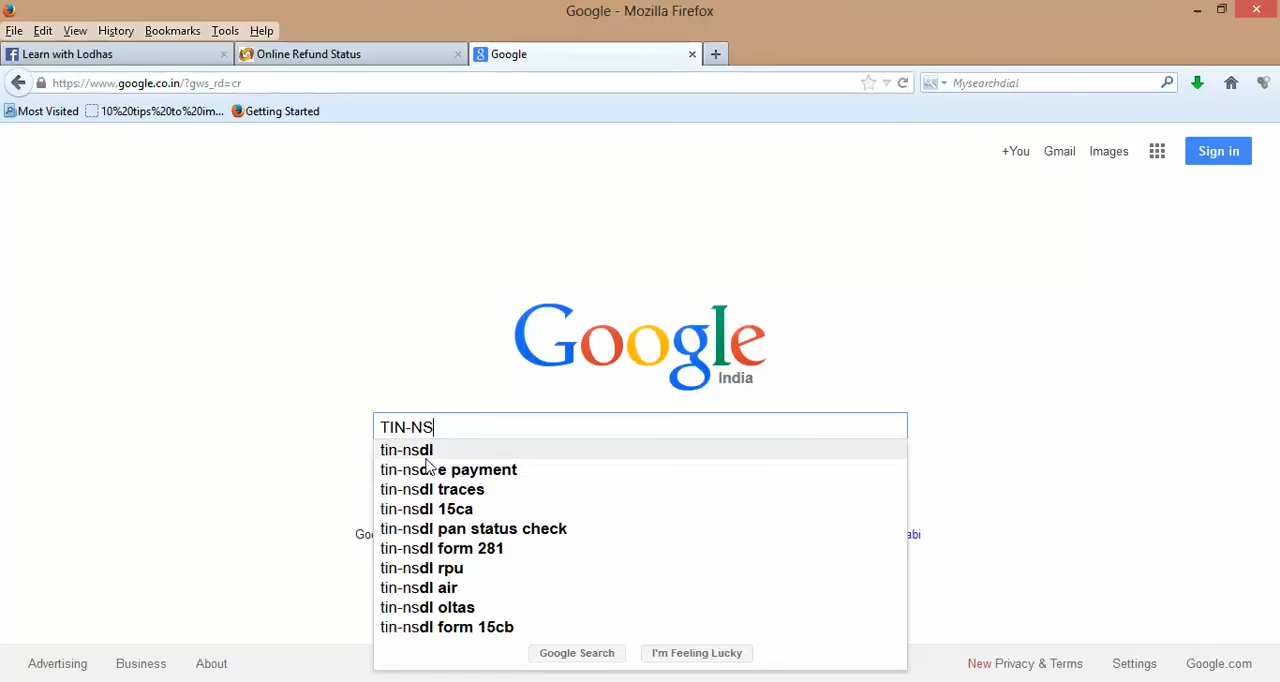 Google - Mozilla Firefox
File Edit View History Bookmarks Tools Help
Learn with Lodhas × Online Refund Status × Google × +
https://www.google.co.in/?gws_rd=cr Mysearchdial
Most Visited 10%20tips%20to%20im... Getting Started
+You Gmail Images Sign in
Google
India
TIN-NS
tin-nsdl
tin-nsdl e payment
tin-nsdl traces
tin-nsdl 15ca
tin-nsdl pan status check
tin-nsdl form 281
tin-nsdl rpu
tin-nsdl air
tin-nsdl oltas
tin-nsdl form 15cb
Google Search I'm Feeling Lucky
Advertising Business About New Privacy & Terms Settings Google.com